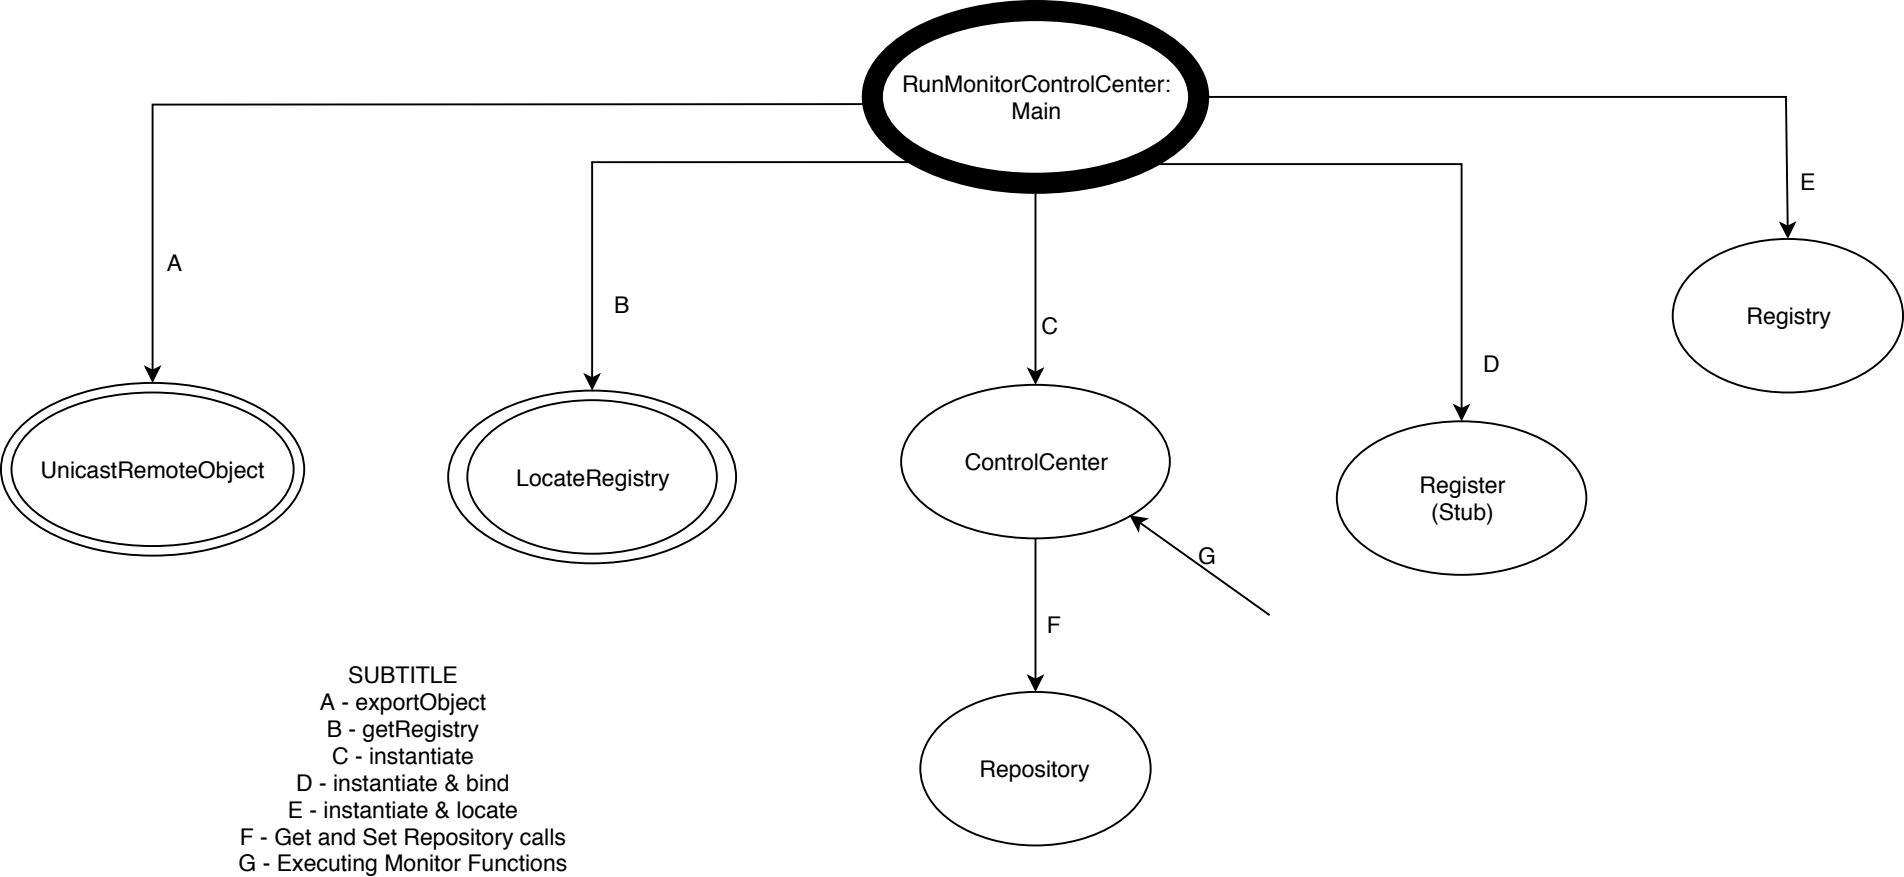 RunMonitorControlCenter:
Main
E
A
B
Registry
C
D
UnicastRemoteObject
LocateRegistry
ControlCenter
Register
(Stub)
G
F
SUBTITLE
A - exportObject
B - getRegistry
C - instantiate
D - instantiate & bind
E - instantiate & locate
F - Get and Set Repository calls
G - Executing Monitor Functions
Repository